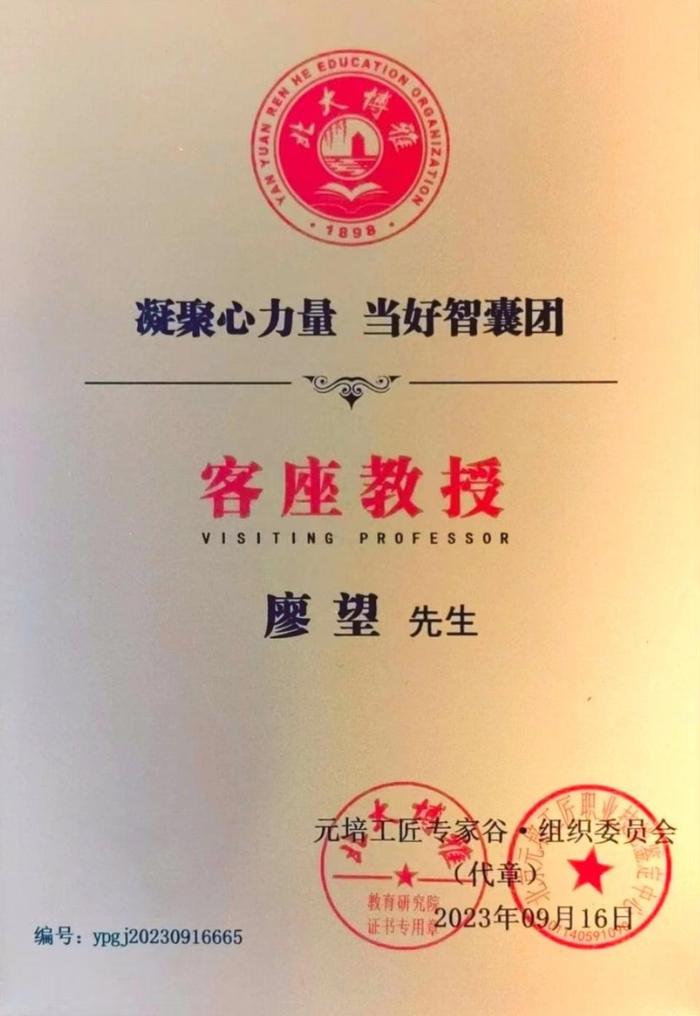 YAN YUAN REN HE EDUCATION ORGANIZATION
北大博雅
· 1898 ·
凝聚心力量 当好智囊团
客座教授
VISITING PROFESSOR
廖望 先生
元培工匠专家谷·组织委员会
（代章）
2023年09月16日
北大博雅
教育研究院
证书专用章
编号：ypgj20230916665